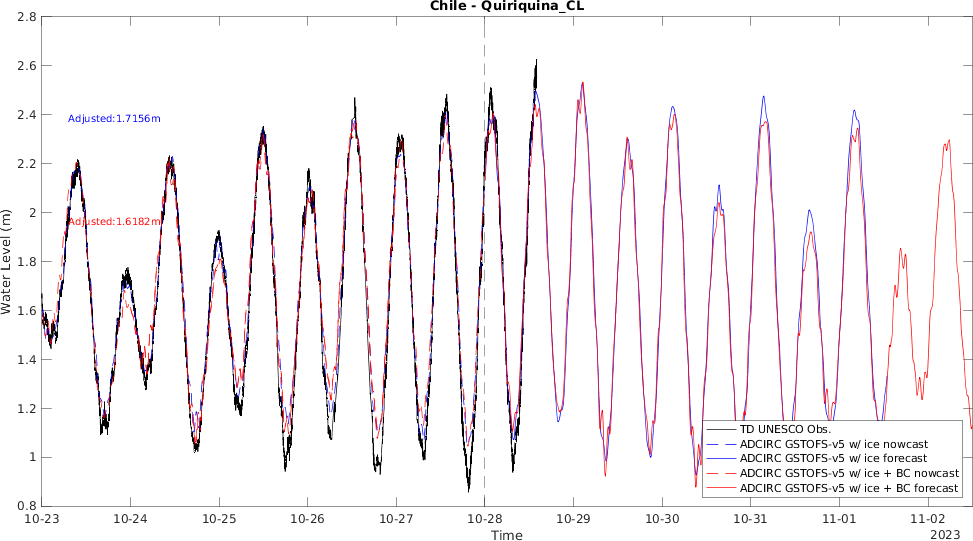 Chile - Quiriquina_CL
2.8
2.6
2.4
2.2
2
1.8
1.6
1.4
1.2
1
0.8
Water Level (m)
Adjusted:1.7156m
Adjusted:1.6182m
TD UNESCO Obs.
ADCIRC GSTOFS-v5 w/ ice nowcast
ADCIRC GSTOFS-v5 w/ ice forecast
ADCIRC GSTOFS-v5 w/ ice + BC nowcast
ADCIRC GSTOFS-v5 w/ ice + BC forecast
10-23 10-24 10-25 10-26 10-27 10-28 10-29 10-30 10-31 11-01 11-02
Time
2023